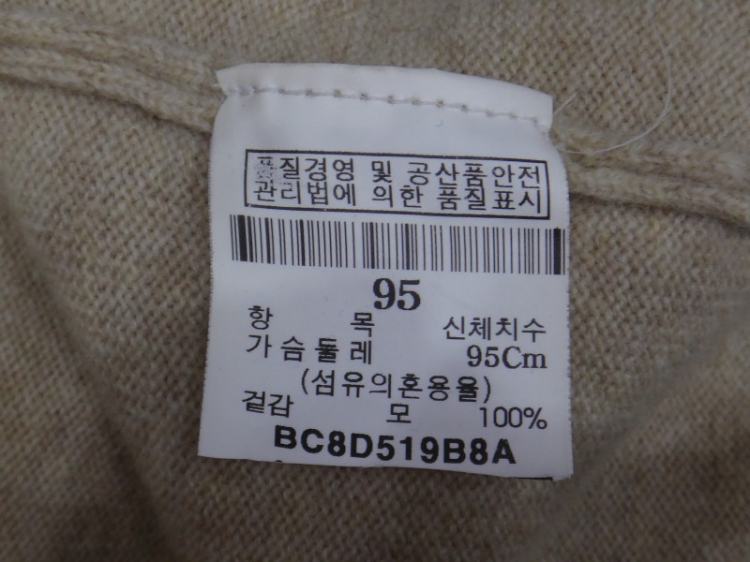 품질경영 및 공산품안전
관리법에 의한 품질표시
95
항 목 신체치수
가슴둘레 95Cm
(섬유의혼용율)
겉감 모 100%
BC8D519B8A